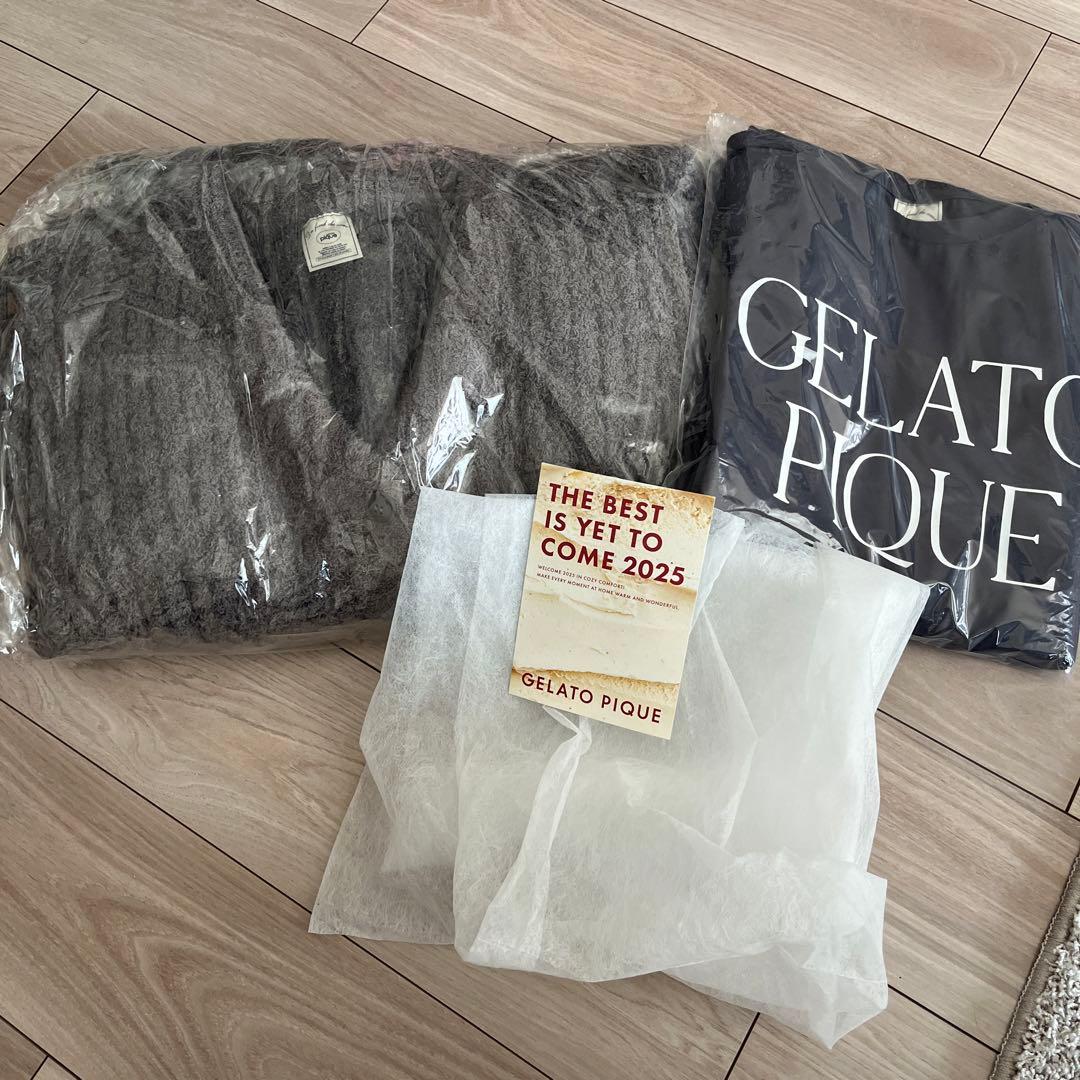 piqué
GELATO
PIQUE
THE BEST
IS YET TO
COME 2025
WELCOME 2025 IN COZY COMFORT!
MAKE EVERY MOMENT AT HOME WARM AND WONDERFUL.
GELATO PIQUE